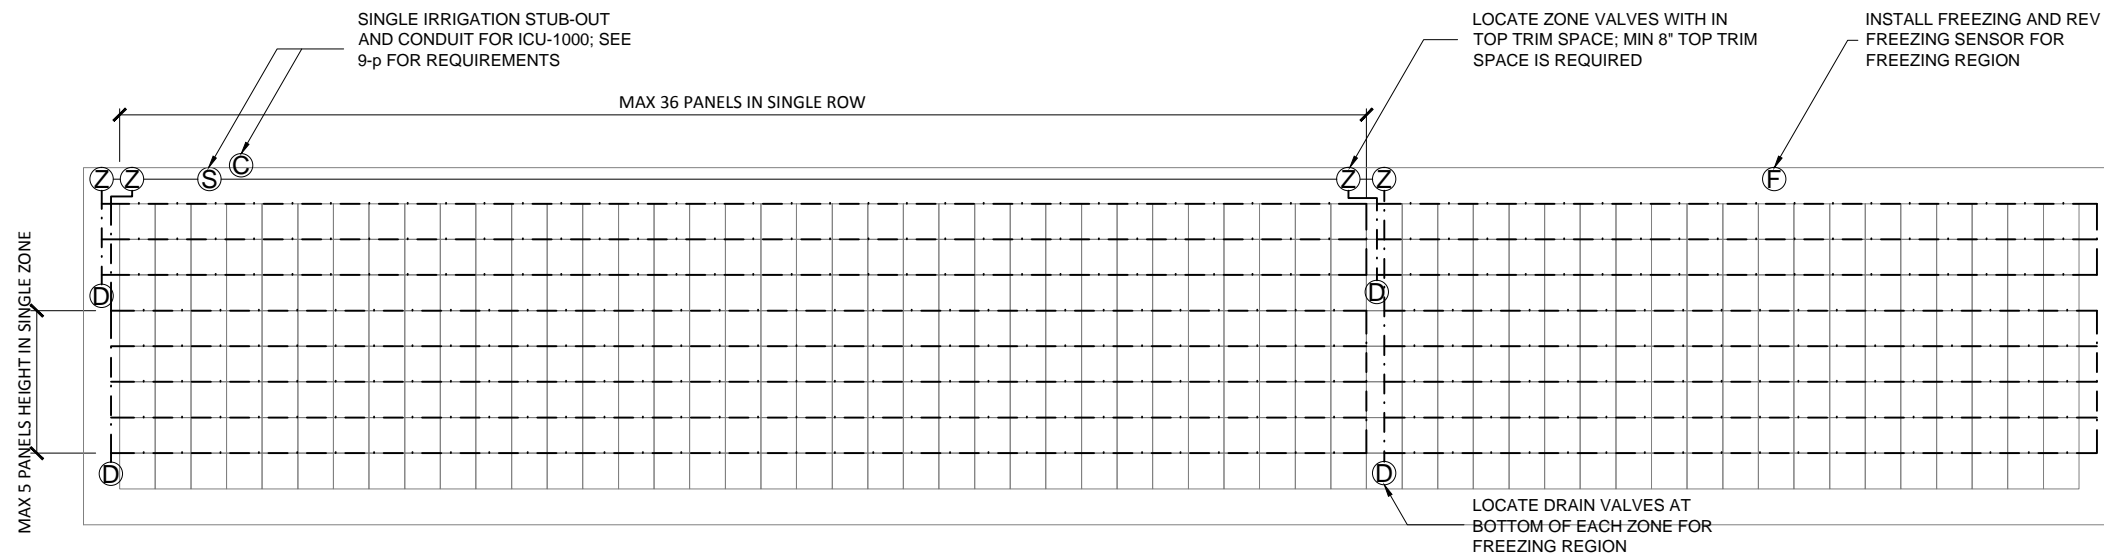 SINGLE IRRIGATION STUB-OUT
AND CONDUIT FOR ICU-1000; SEE
9-p FOR REQUIREMENTS
LOCATE ZONE VALVES WITH IN
TOP TRIM SPACE; MIN 8" TOP TRIM
SPACE IS REQUIRED
INSTALL FREEZING AND REV
FREEZING SENSOR FOR
FREEZING REGION
MAX 36 PANELS IN SINGLE ROW
Z Z S C Z Z F
MAX 5 PANELS HEIGHT IN SINGLE ZONE
D D
D D
LOCATE DRAIN VALVES AT
BOTTOM OF EACH ZONE FOR
FREEZING REGION